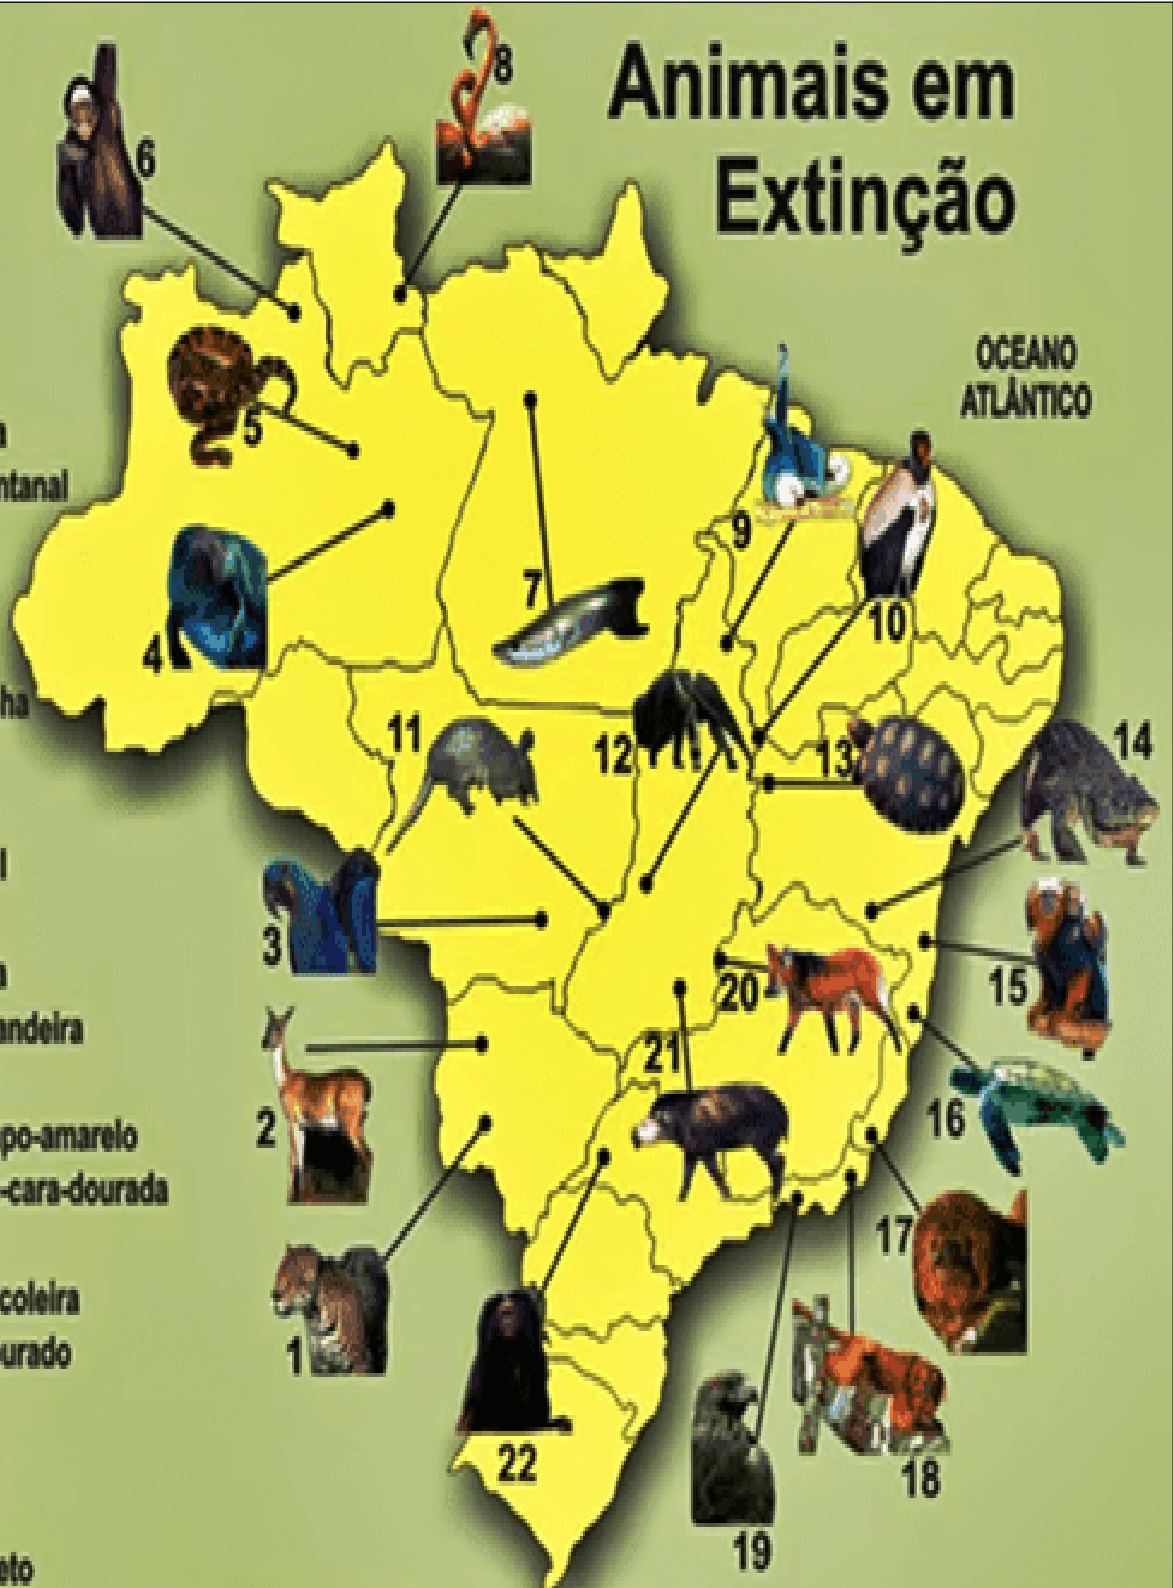 Animais em
Extinção
OCEANO
ATLÂNTICO
a
ntanal
ha
l
a
andeira
po-amarelo
-cara-dourada
coleira
ourado
eto
6
8
5
4
7
9
10
11
12
13
14
3
15
20
2
21
16
17
1
22
18
19